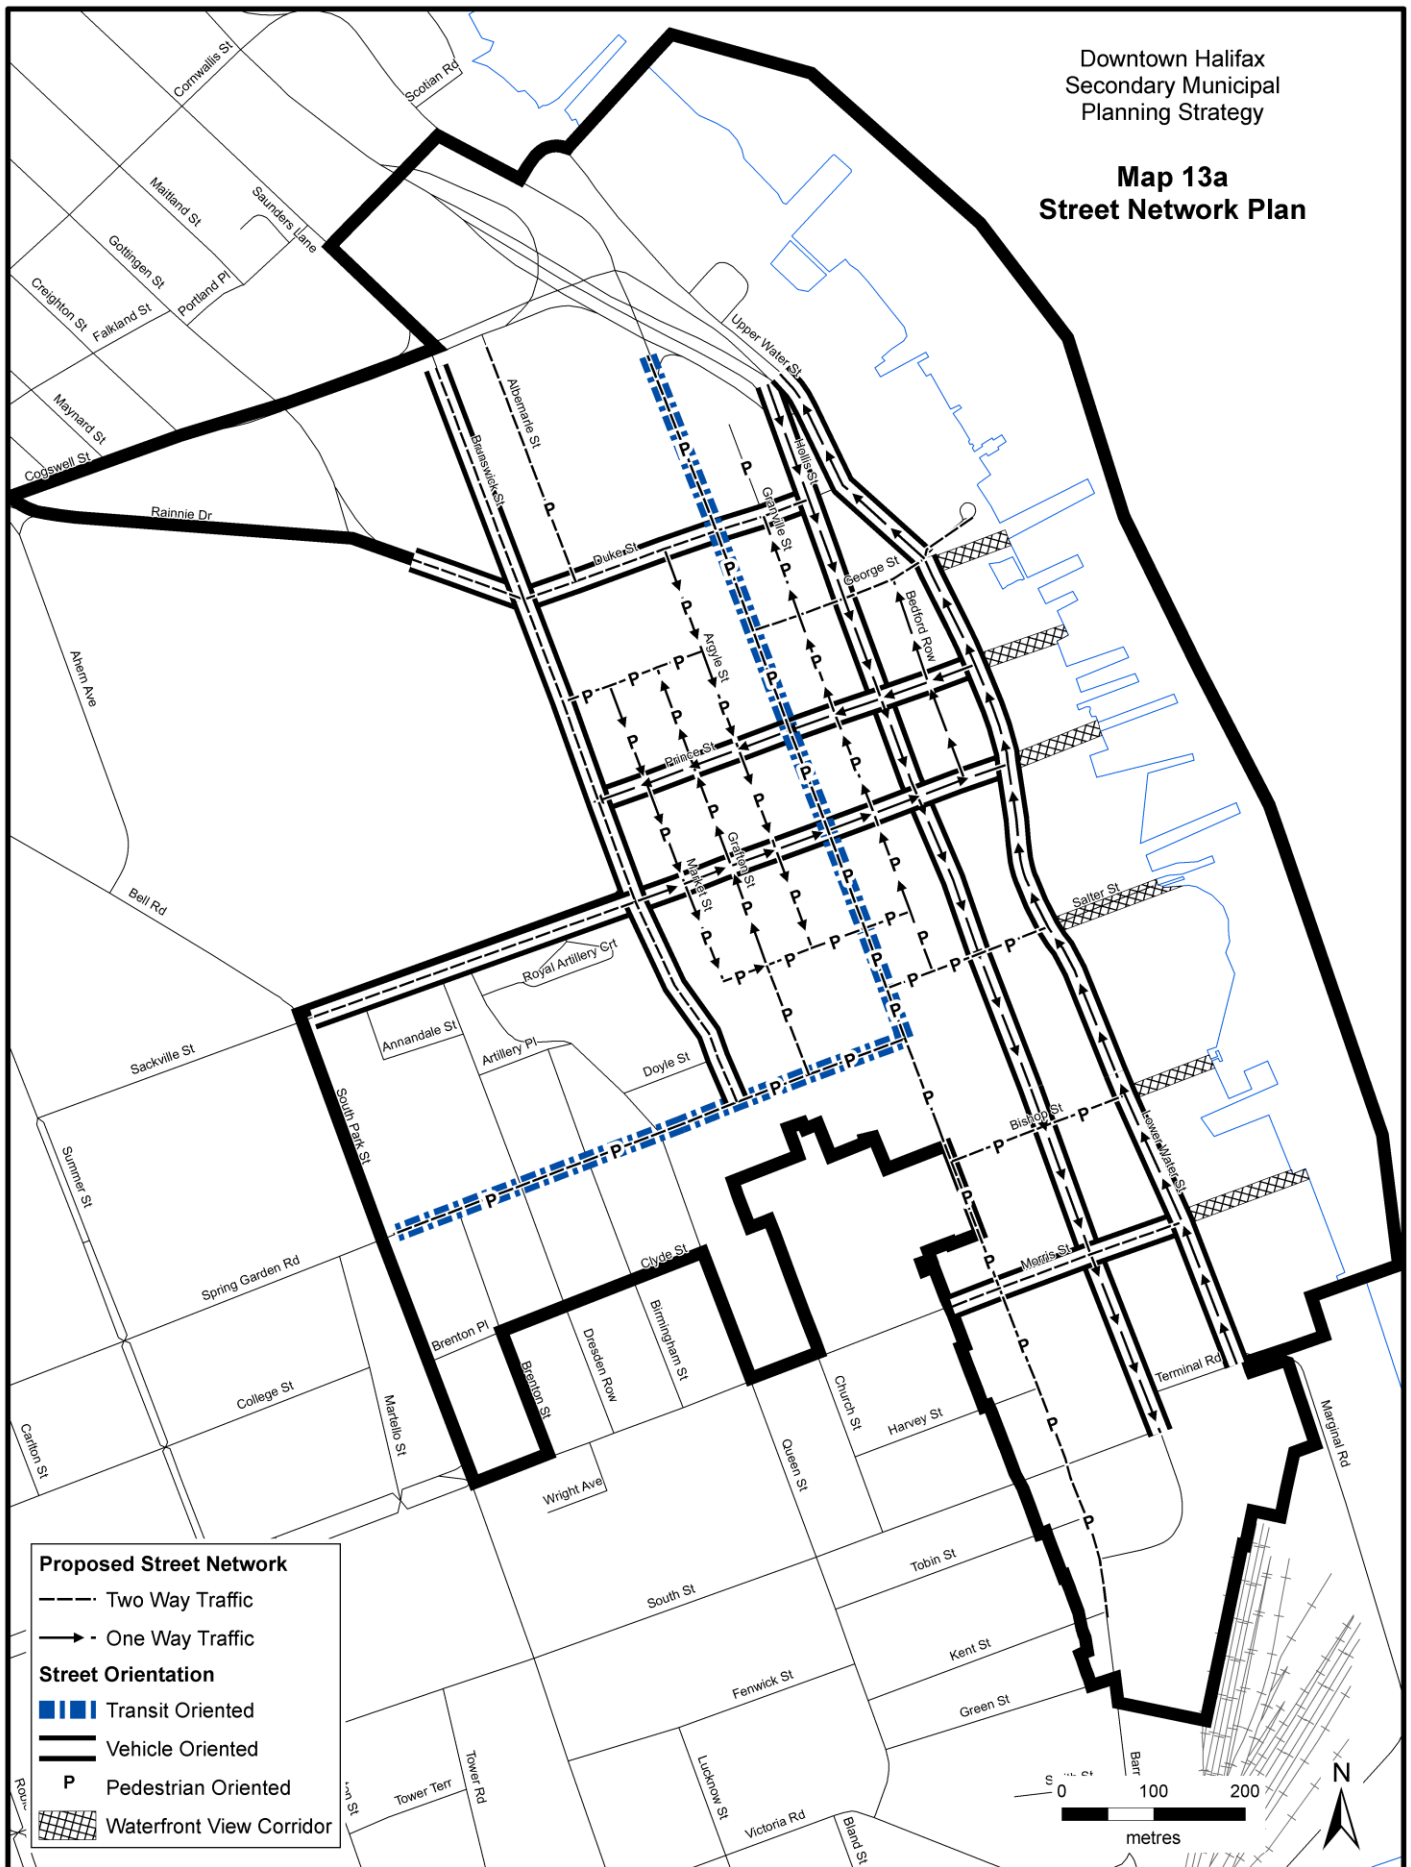 Downtown Halifax
Secondary Municipal
Planning Strategy
Map 13a
Street Network Plan
Cornwallis St
Scotian Rd
Maitland St
Saunders Lane
Gottingen St
Portland Pl
Creighton St
Falkland St
Maynard St
Cogswell St
Rainnie Dr
Upper Water St
Albemarle St
Brunswick St
P
Hollis St
P
Granville St
P
Duke St
P
P
George St
P
Bedford Row
Argyle St
P
P
P
P
Ahern Ave
P
P
P
P
Prince St
P
P
P
P
P
Grafton St
Market St
P
P
P
P
P
Salter St
Bell Rd
P
P
P
P
P
P
P
P
P
Royal Artillery Crt
Annandale St
Artillery Pl
Doyle St
P
P
P
P
P
Sackville St
South Park St
Summer St
P
Bishop St
P
P
Lower Water St
P
P
P
Spring Garden Rd
Clyde St
P
Morris St
Brenton Pl
Birmingham St
Dresden Row
Brenton St
P
Terminal Rd
College St
Martello St
Carlton St
Church St
Harvey St
P
Marginal Rd
Queen St
Wright Ave
P
Tobin St
South St
Kent St
Fenwick St
Green St
Proposed Street Network
Two Way Traffic
One Way Traffic
Street Orientation
Transit Oriented
Vehicle Oriented
P Pedestrian Oriented
Waterfront View Corridor
Tower Terr
Tower Rd
Lucknow St
Victoria Rd
Bland St
N
0 100 200
metres